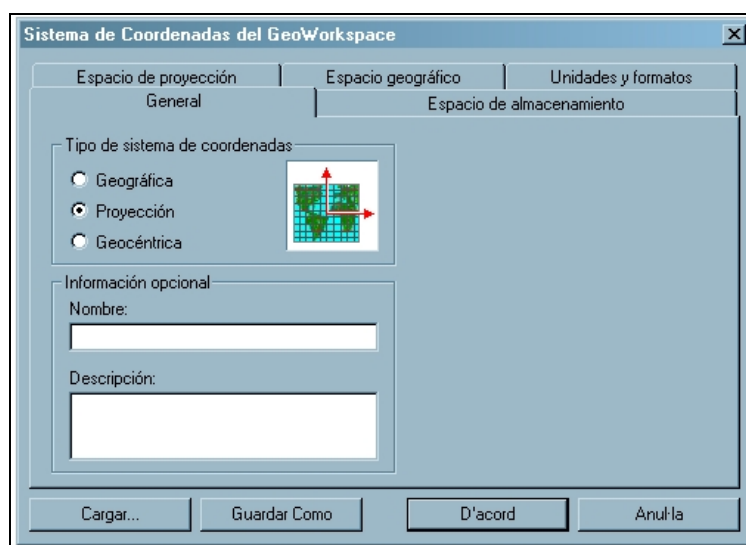 Sistema de Coordenadas del GeoWorkspace
Espacio de proyección
Espacio geográfico
Unidades y formatos
General
Espacio de almacenamiento
Tipo de sistema de coordenadas
Geográfica
Proyección
Geocéntrica
Información opcional
Nombre:
Descripción:
Cargar...
Guardar Como
D'acord
Anul·la